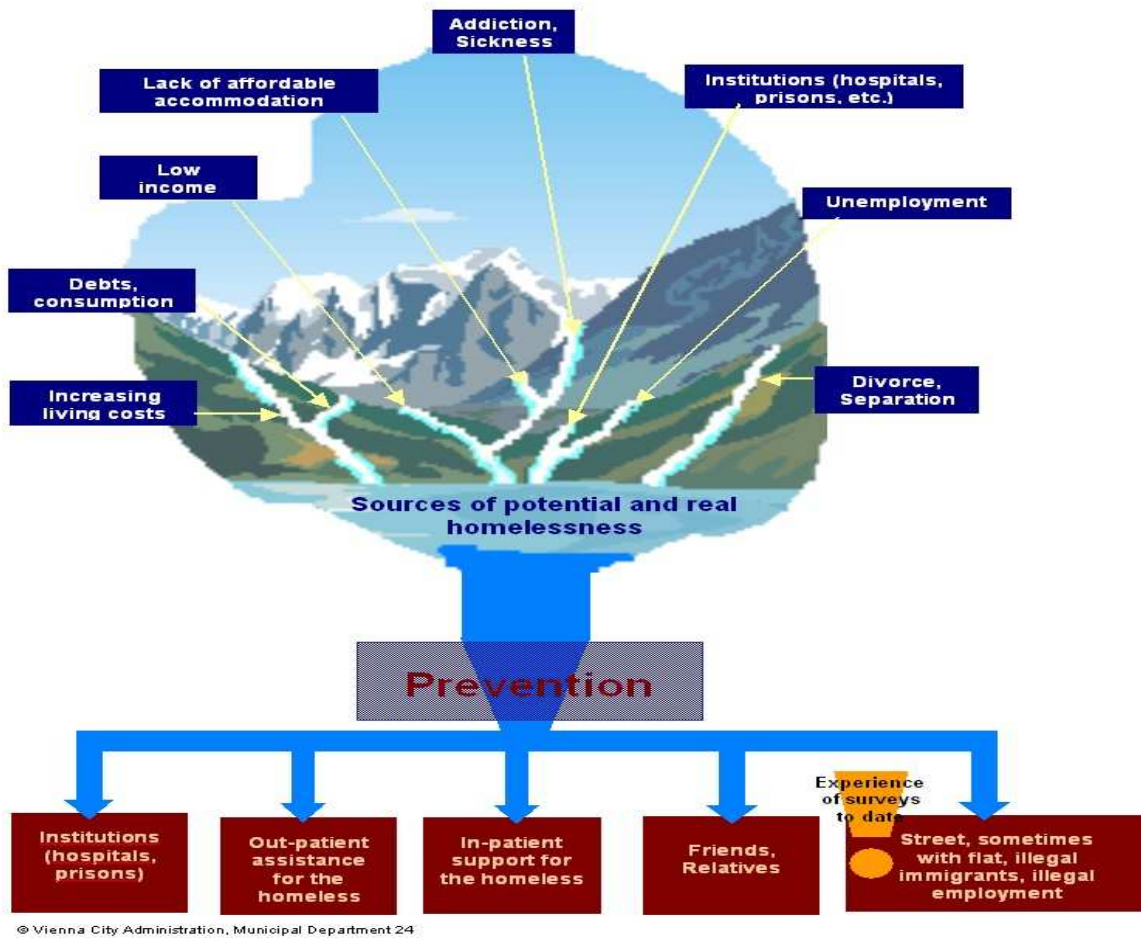 Addiction,
Sickness
Lack of affordable
accommodation
Institutions (hospitals,
prisons, etc.)
Low
income
Unemployment
Debts,
consumption
Increasing
living costs
Divorce,
Separation
Sources of potential and real
homelessness
Prevention
Experience
of surveys
to date
Institutions
(hospitals,
prisons)
Out-patient
assistance
for the
homeless
In-patient
support for
the homeless
Friends,
Relatives
Street, sometimes
with flat, illegal
immigrants, illegal
employment
© Vienna City Administration, Municipal Department 24